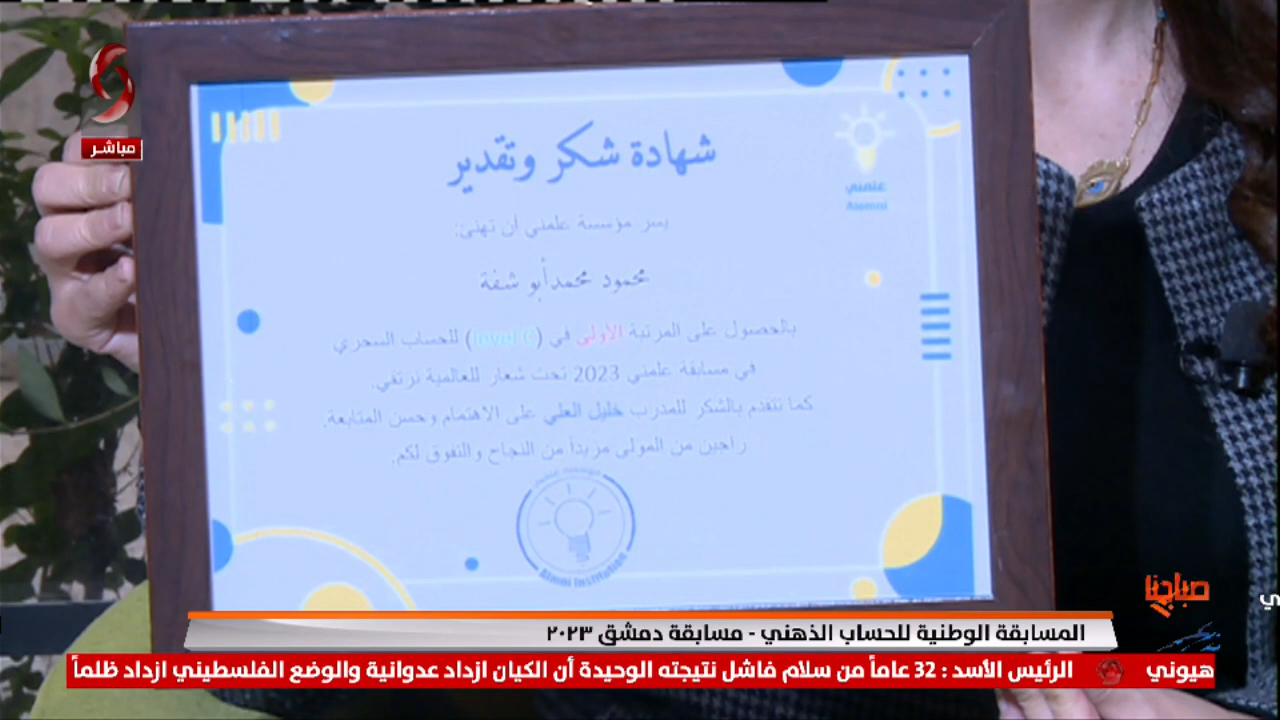 مباشر
شهادة شكر وتقدير
علمني
Alemni
يسر مؤسسة علمني أن تهنئ:
محمود محمد أبو شفة
بالحصول على المرتبة الأولى في (level C) للحساب السحري
في مسابقة علمني 2023 تحت شعار للعالمية نرتقي.
كما نتقدم بالشكر للمدرب خليل العلي على الاهتمام وحسن المتابعة.
راجين من المولى مزيداً من النجاح والتفوق لكم.
Institution
صباحنا
المسابقة الوطنية للحساب الذهني - مسابقة دمشق ٢٠٢٣
هيوني الرئيس الأسد : 32 عاماً من سلام فاشل نتيجته الوحيدة أن الكيان ازداد عدوانية والوضع الفلسطيني ازداد ظلماً